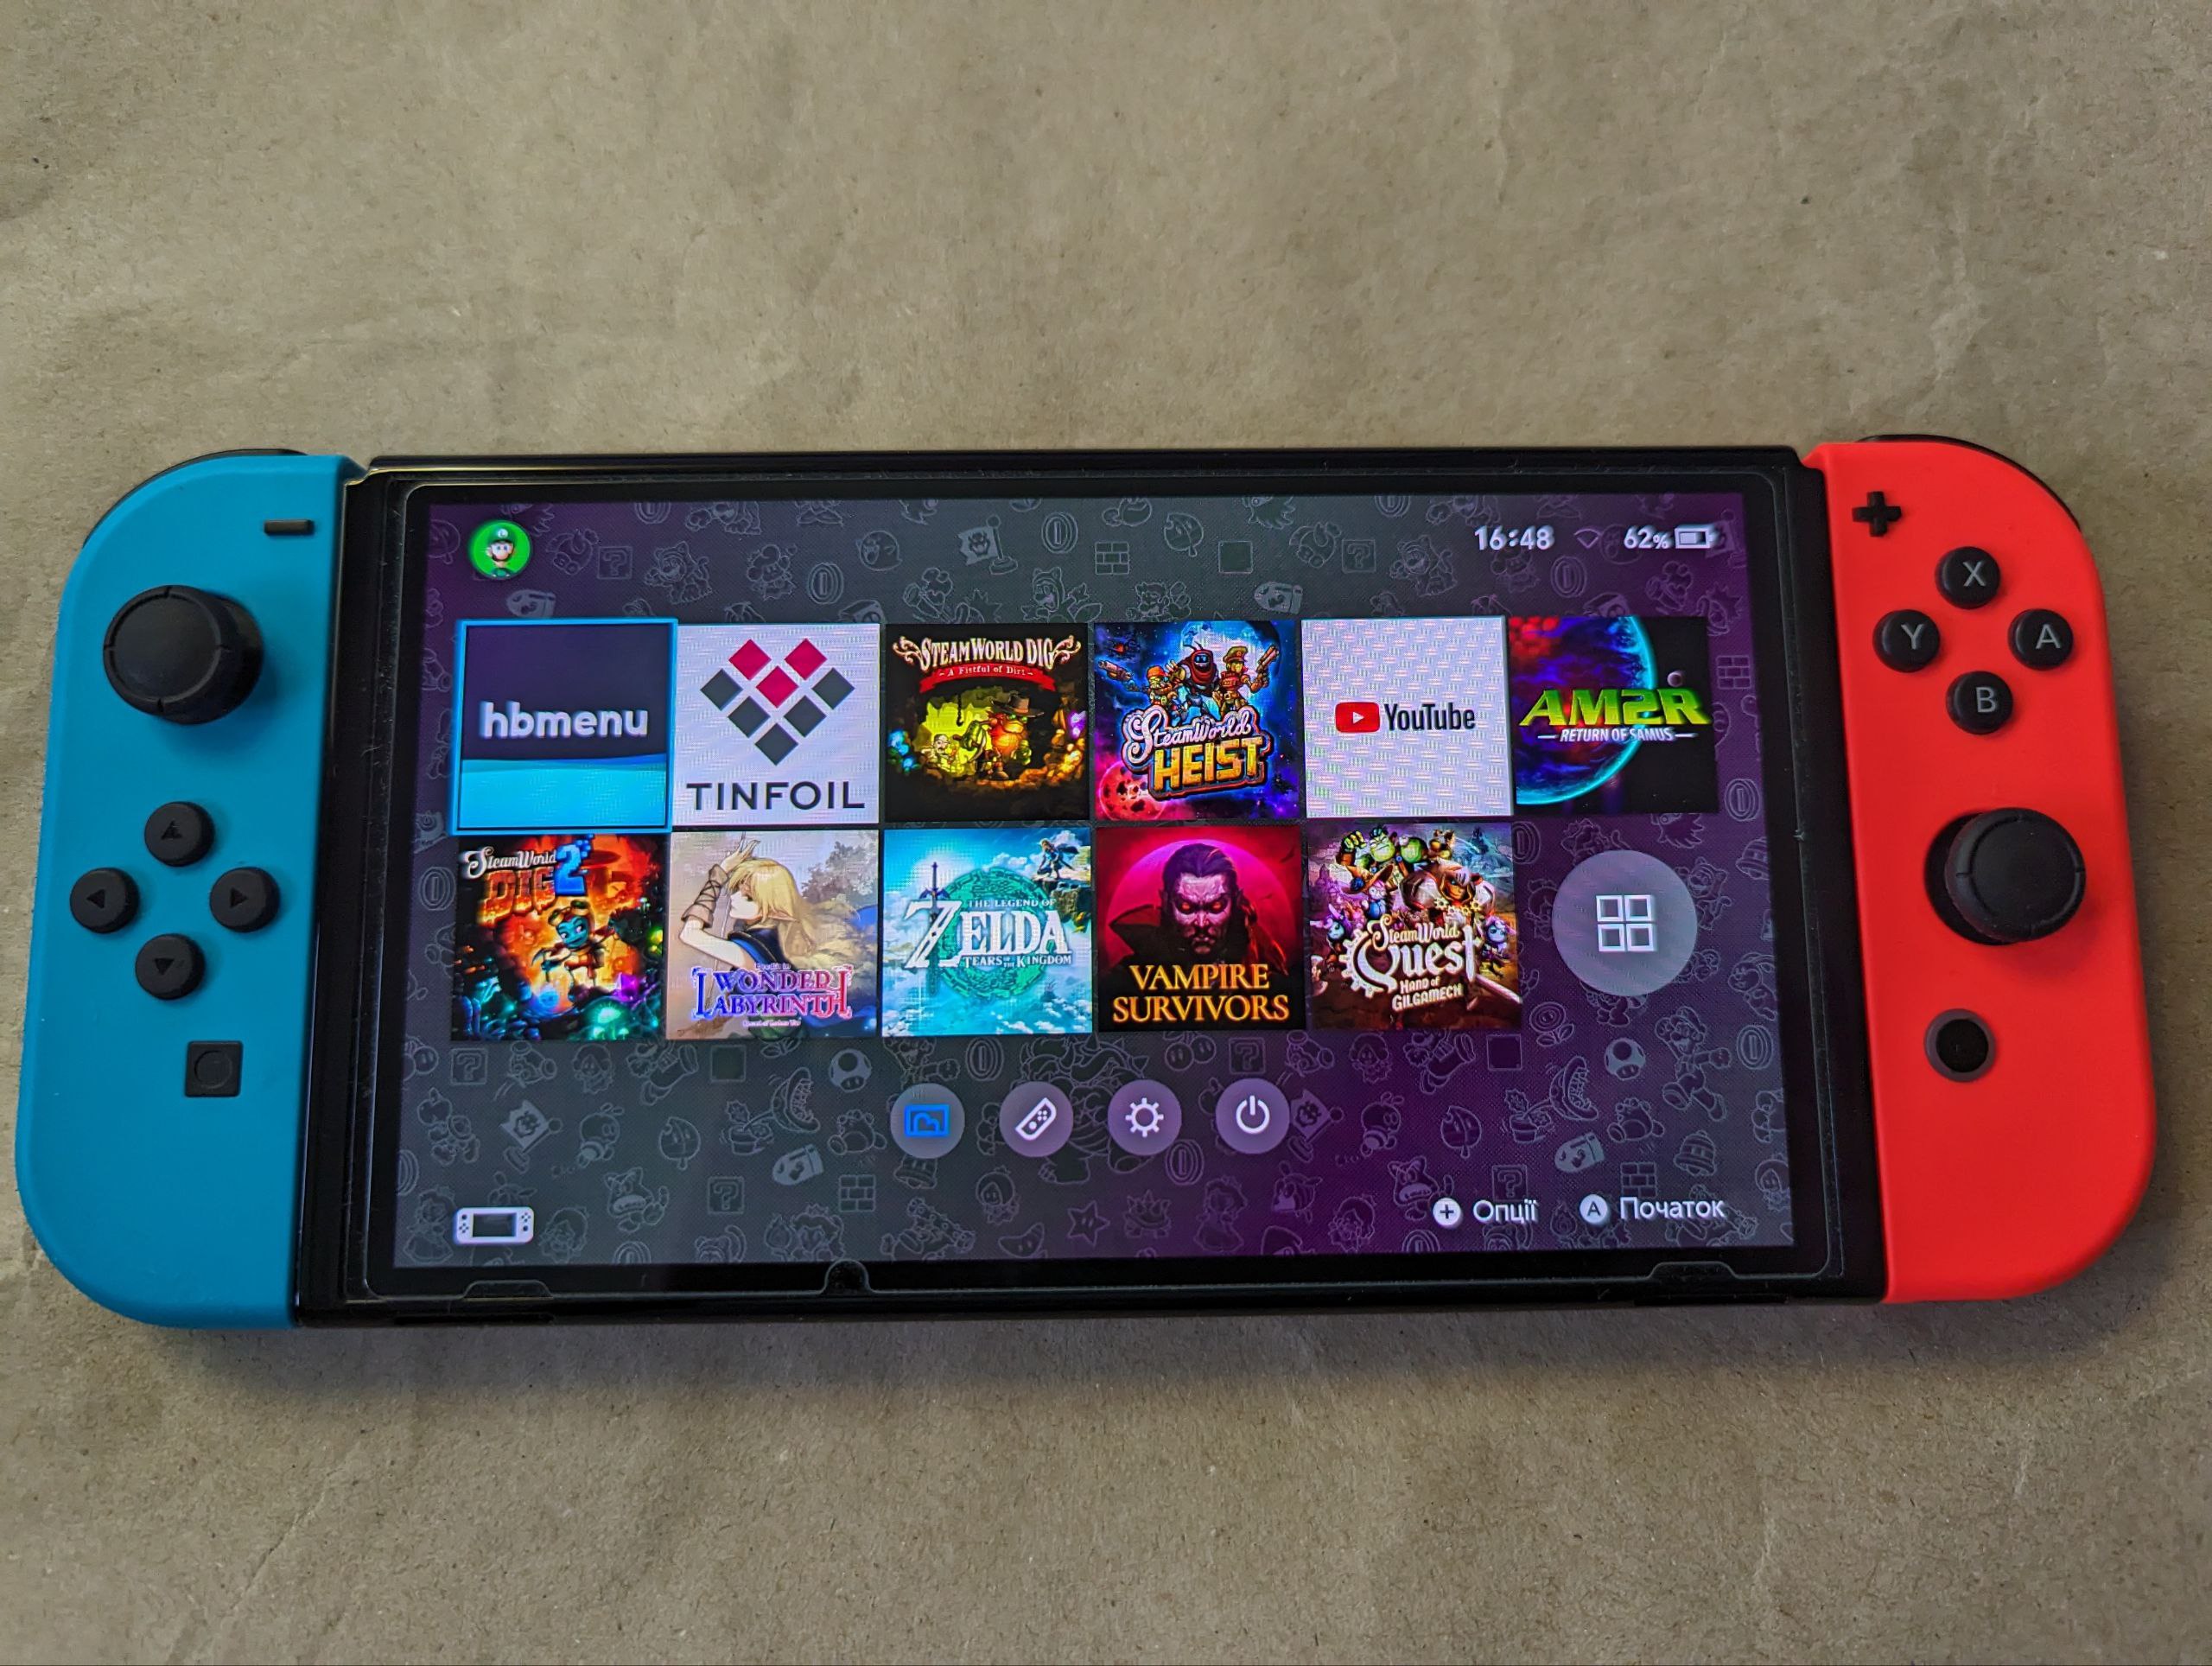 16:48 62%
hbmenu
TINFOIL
STEAMWORLD DIG
- A Fistful of Dirt -
SteamWorld
HEIST
YouTube
AM2R
RETURN OF SAMUS
SteamWorld
DIG 2
WONDER
LABYRINTH
THE LEGEND OF
ZELDA
TEARS OF THE KINGDOM
VAMPIRE
SURVIVORS
SteamWorld
Quest
HAND of
GILGAMECH
+ Опції A Початок
X
Y A
B